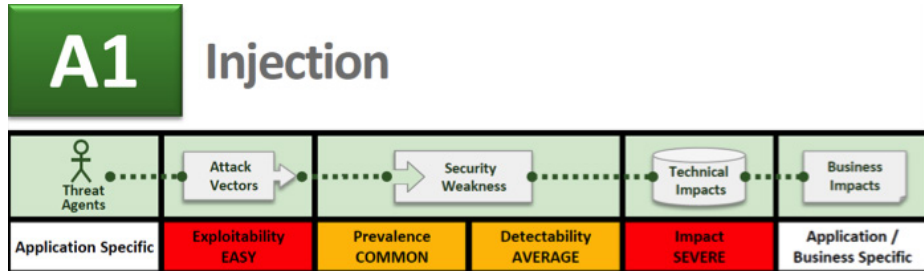 A1
Injection
Threat
Agents
Attack
Vectors
Security
Weakness
Technical
Impacts
Business
Impacts
Application Specific
Exploitability
EASY
Prevalence
COMMON
Detectability
AVERAGE
Impact
SEVERE
Application /
Business Specific